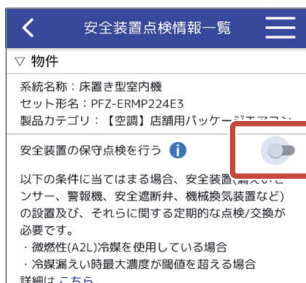 安全装置点検情報一覧
▽ 物件
系統名称：床置き型室内機
セット形名：PFZ-ERMP224E3
製品カテゴリ：【空調】店舗用パッケージエアコン
安全装置の保守点検を行う i
以下の条件に当てはまる場合、安全装置(漏えいセ
ンサー、警報機、安全遮断弁、機械換気装置など)
の設置及び、それらに関する定期的な点検/交換が
必要です。
・微燃性(A2L)冷媒を使用している場合
・冷媒漏えい時最大濃度が閾値を超える場合
詳細はこちら